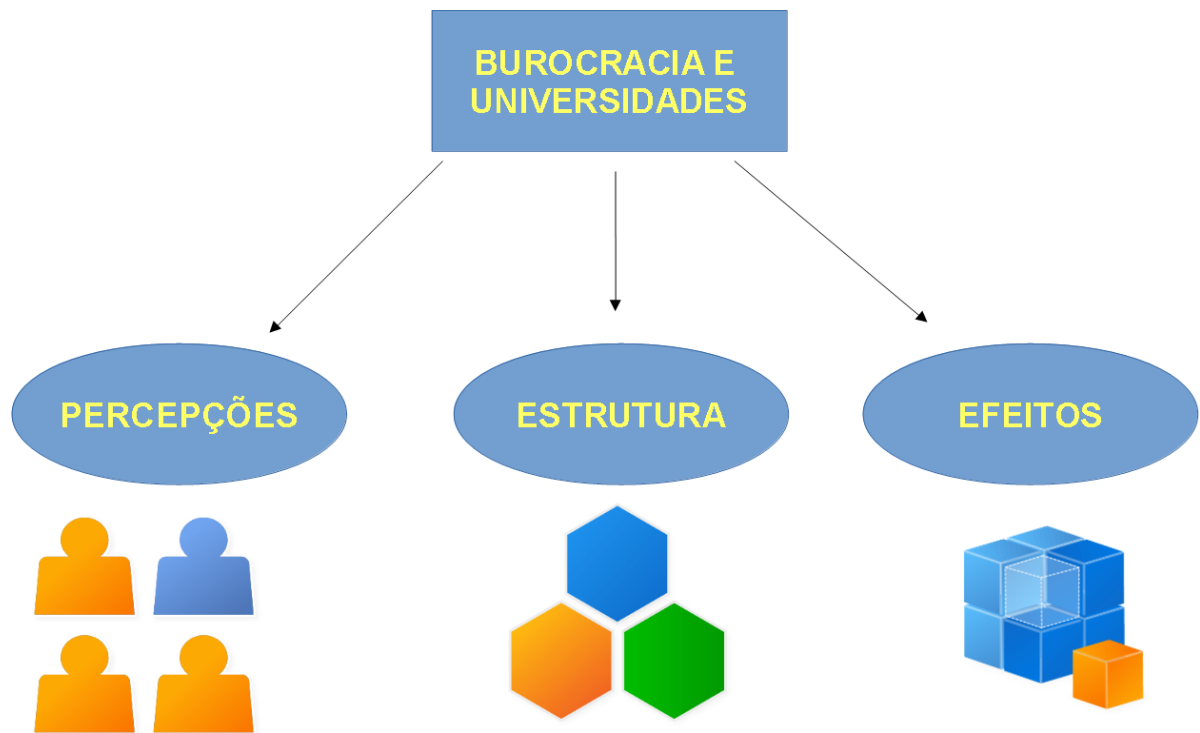 BUROCRACIA E
UNIVERSIDADES
PERCEPÇÕES
ESTRUTURA
EFEITOS